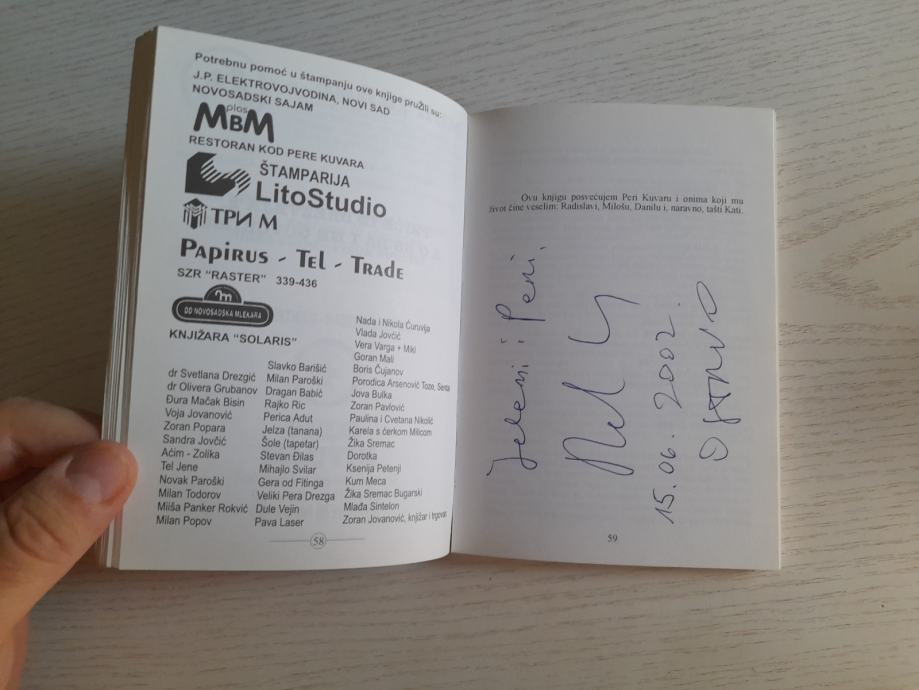 Potrebnu pomoć u štampanju ove knjige pružili su:
J.P. ELEKTROVOJVODINA, NOVI SAD
NOVOSADSKI SAJAM
plos
MBM
RESTORAN KOD PERE KUVARA
ŠTAMPARIJA
LitoStudio
ТРИ М
Papirus - Tel - Trade
SZR "RASTER" 339-436
DD NOVOSADSKA MLEKARA
KNJIŽARA "SOLARIS"
dr Svetlana Drezgić
dr Olivera Grubanov
Đura Mačak Bisin
Voja Jovanović
Zoran Popara
Sandra Jovčić
Aćim - Zolika
Tel Jene
Novak Paroški
Milan Todorov
Miiša Panker Rokvić
Milan Popov
Slavko Barišić
Milan Paroški
Dragan Babić
Rajko Ric
Perica Adut
Jelza (tanana)
Šole (tapetar)
Stevan Đilas
Mihajlo Svilar
Gera od Fitinga
Veliki Pera Drezga
Dule Vejin
Pava Laser
Nada i Nikola Ćuruvija
Vlada Jovčić
Vera Varga + Miki
Goran Mali
Boris Čujanov
Porodica Arsenović Toze, Senta
Jova Bulka
Zoran Pavlović
Paulina i Cvetana Nikolić
Karela s ćerkom Milicom
Žika Sremac
Dorotka
Ksenija Petenji
Kum Meca
Žika Sremac Bugarski
Mlađa Sintelon
Zoran Jovanović, knjižar i trgovac
58
Ovu knjigu posvećujem Peri Kuvaru i onima koji mu
život čine veselim: Radislavi, Milošu, Danilu i, naravno, tašti Kati.
Jeleni i Peri.
15.06. 2002.
59